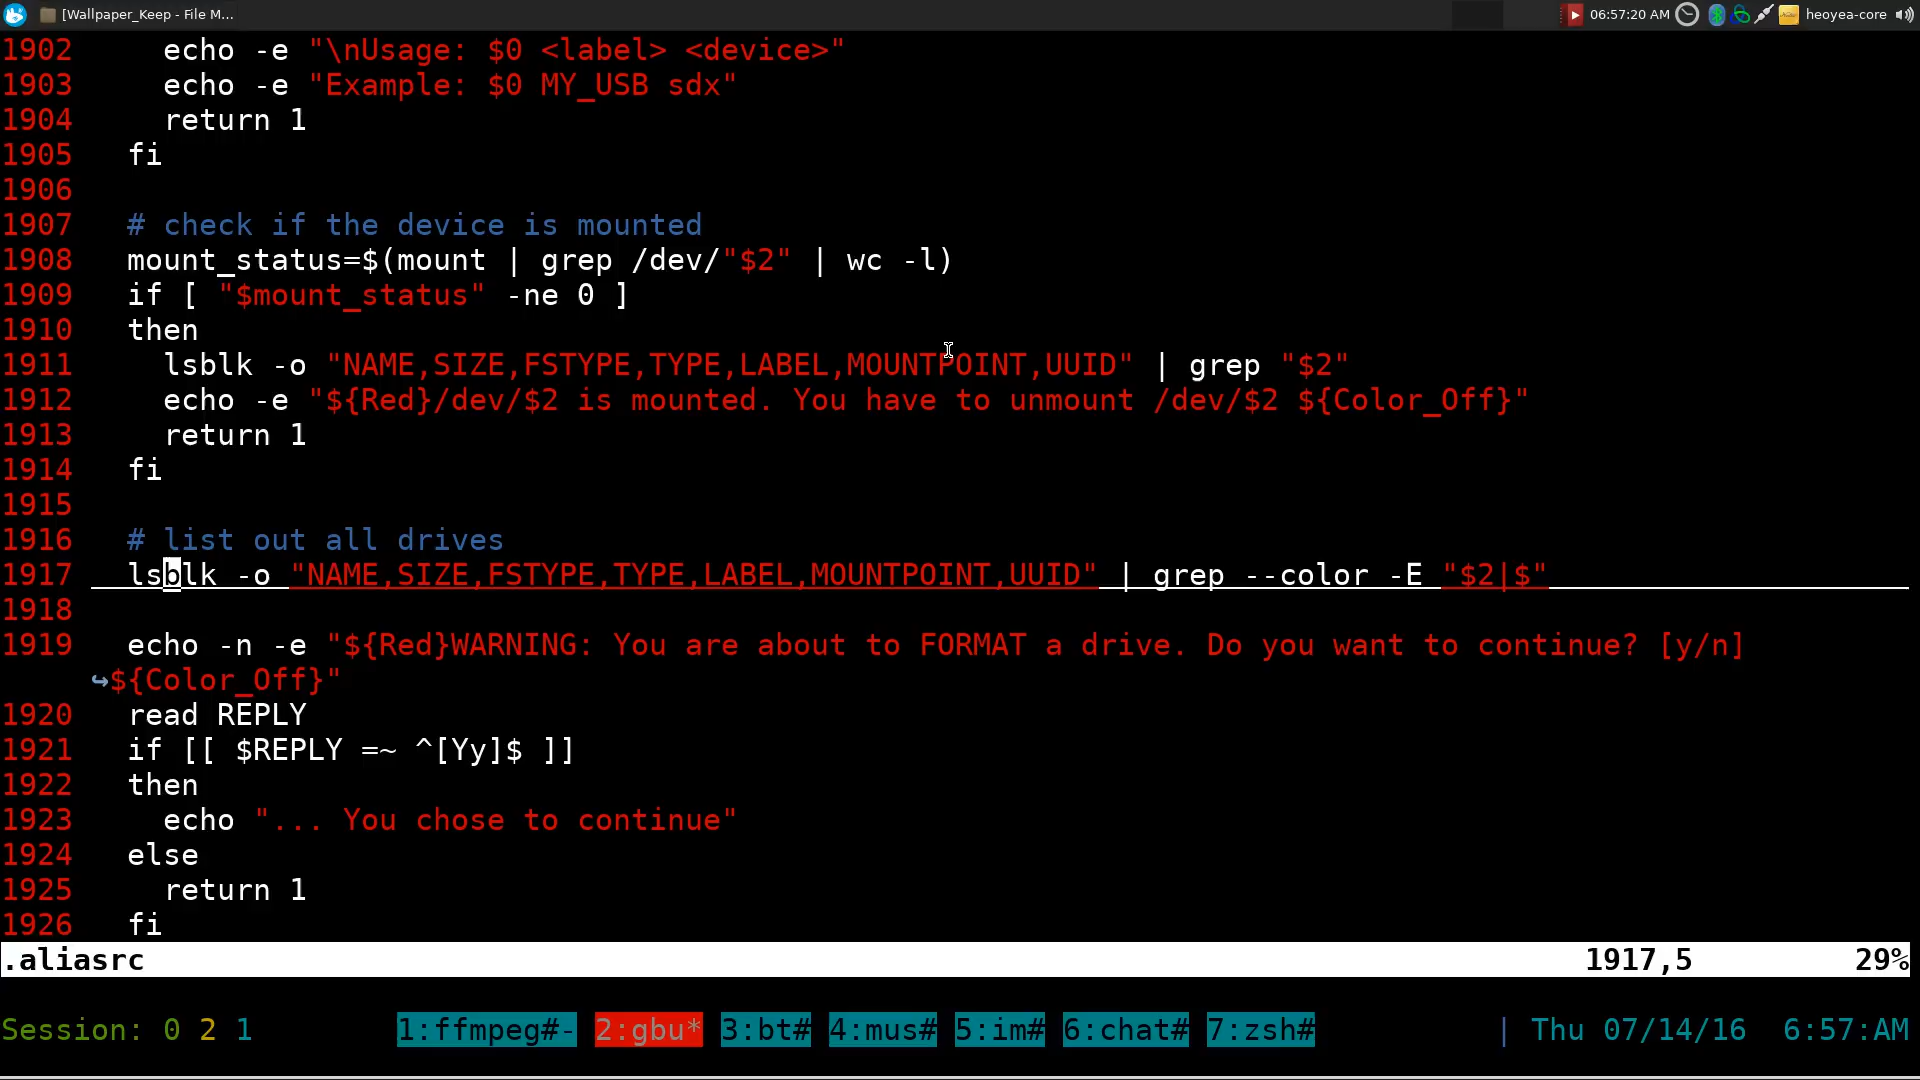 [Wallpaper_Keep - File M... 06:57:20 AM heoyea-core
1902     echo -e "\nUsage: $0 <label> <device>"
1903     echo -e "Example: $0 MY_USB sdx"
1904     return 1
1905   fi
1906
1907   # check if the device is mounted
1908   mount_status=$(mount | grep /dev/"$2" | wc -l)
1909   if [ "$mount_status" -ne 0 ]
1910   then
1911     lsblk -o "NAME,SIZE,FSTYPE,TYPE,LABEL,MOUNTPOINT,UUID" | grep "$2"
1912     echo -e "${Red}/dev/$2 is mounted. You have to unmount /dev/$2 ${Color_Off}"
1913     return 1
1914   fi
1915
1916   # list out all drives
1917   lsblk -o "NAME,SIZE,FSTYPE,TYPE,LABEL,MOUNTPOINT,UUID" | grep --color -E "$2|$"
1918
1919   echo -n -e "${Red}WARNING: You are about to FORMAT a drive. Do you want to continue? [y/n]
↪${Color_Off}"
1920   read REPLY
1921   if [[ $REPLY =~ ^[Yy]$ ]]
1922   then
1923     echo "... You chose to continue"
1924   else
1925     return 1
1926   fi
.aliasrc 1917,5 29%
Session: 0 2 1 1:ffmpeg#- 2:gbu* 3:bt# 4:mus# 5:im# 6:chat# 7:zsh# | Thu 07/14/16 6:57:AM